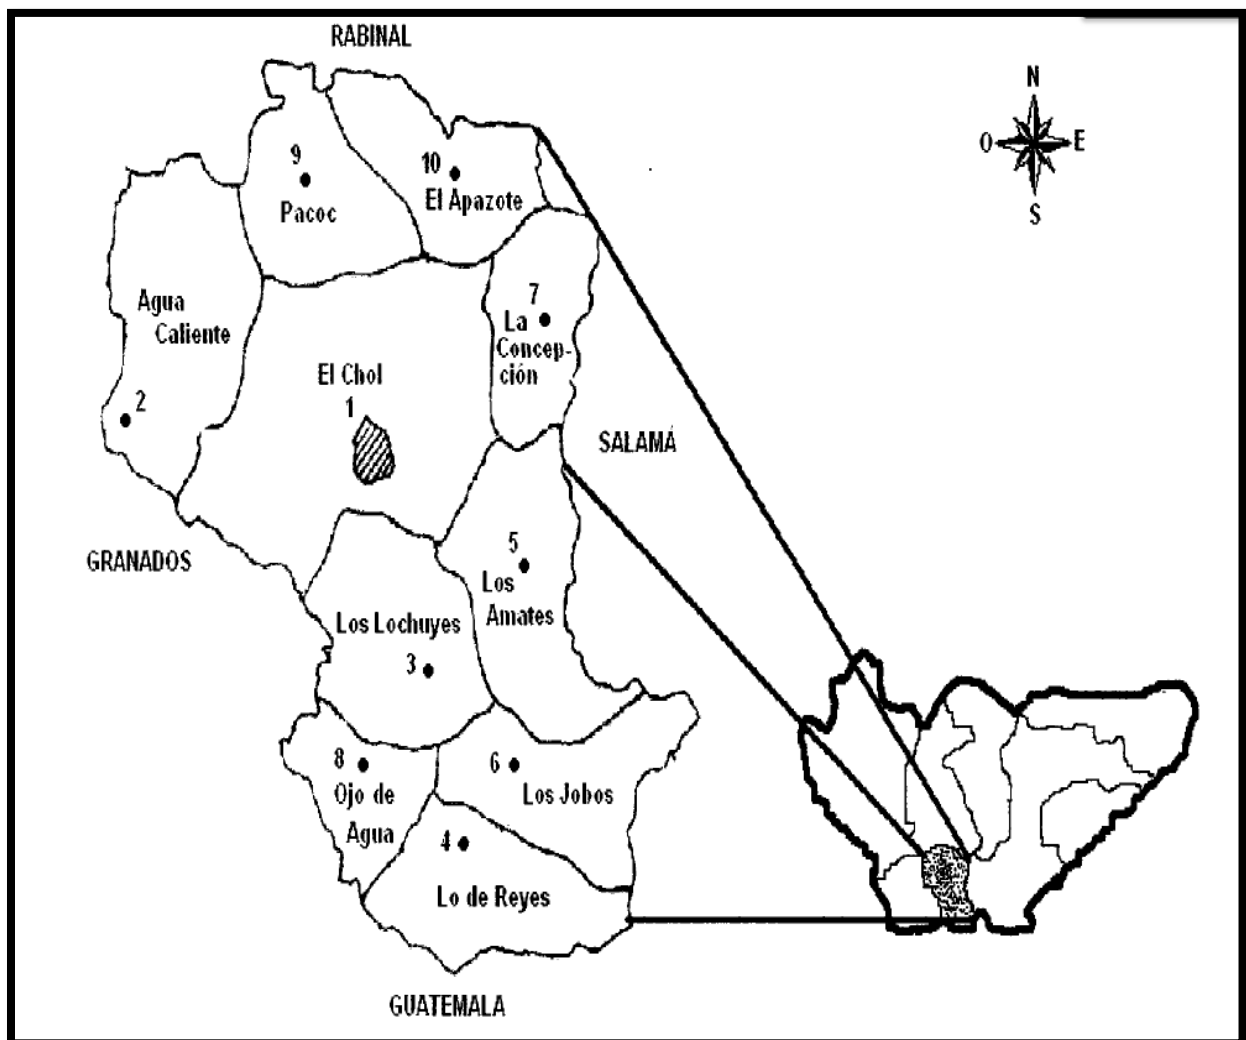 RABINAL
N
O
E
S
9
Pacoc
10
El Apazote
Agua
Caliente
2
7
La
Concep-
ción
El Chol
1
SALAMÁ
GRANADOS
5
Los
Amates
Los Lochuyes
3
8
Ojo de
Agua
6
Los Jobos
4
Lo de Reyes
GUATEMALA